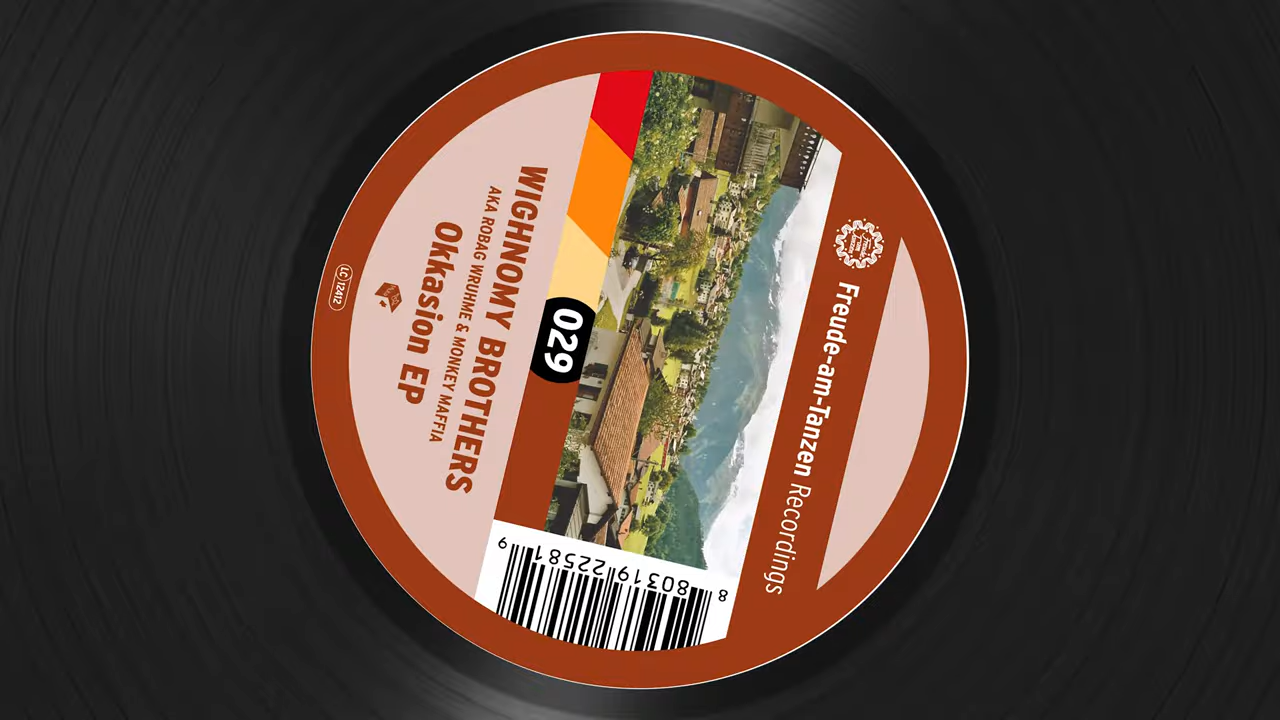 Freude-am-Tanzen Recordings
029
WIGHNOMY BROTHERS
AKA ROBAG WRUHME & MONKEY MAFFIA
Okkasion EP
LC 12412
8 80319 22581 9